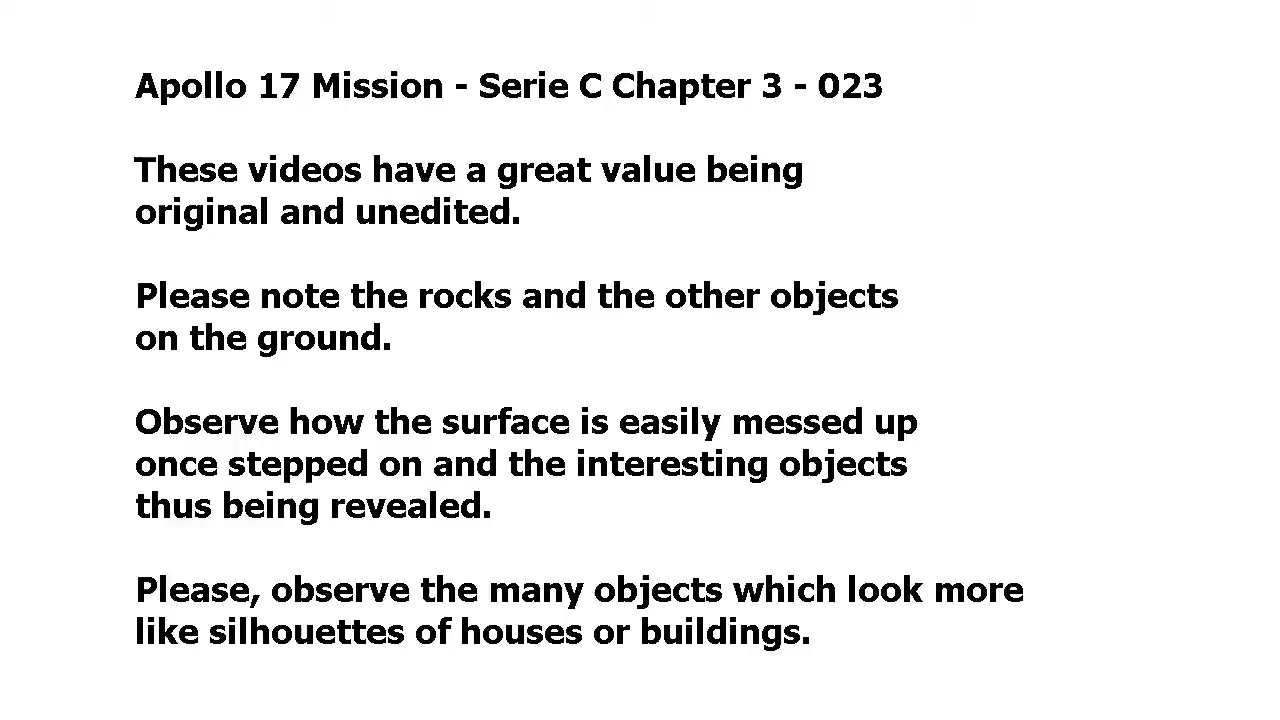 Apollo 17 Mission - Serie C Chapter 3 - 023
These videos have a great value being
original and unedited.
Please note the rocks and the other objects
on the ground.
Observe how the surface is easily messed up
once stepped on and the interesting objects
thus being revealed.
Please, observe the many objects which look more
like silhouettes of houses or buildings.